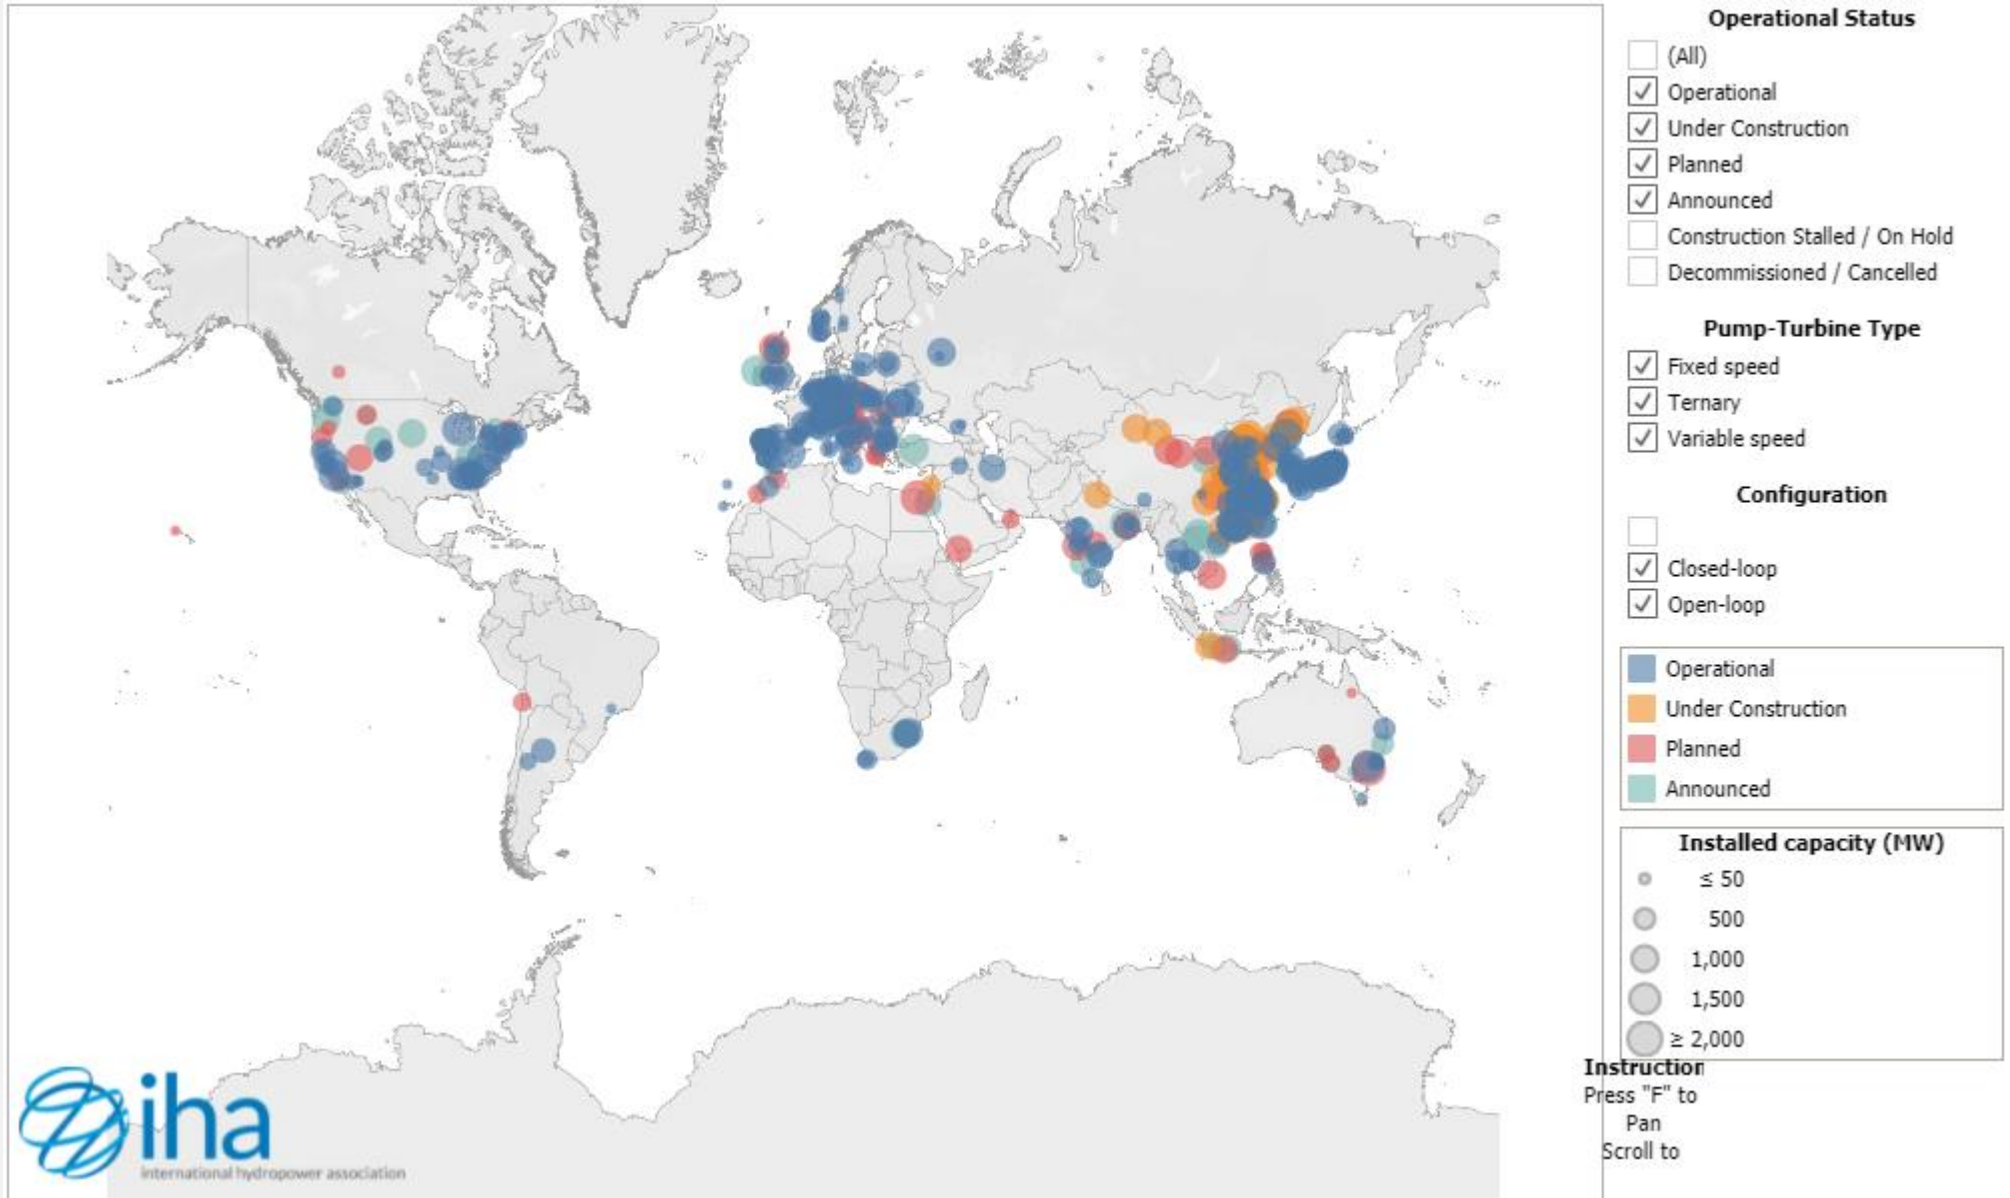 Operational Status
(All)
Operational
Under Construction
Planned
Announced
Construction Stalled / On Hold
Decommissioned / Cancelled
Pump-Turbine Type
Fixed speed
Ternary
Variable speed
Configuration
Closed-loop
Open-loop
Operational
Under Construction
Planned
Announced
Installed capacity (MW)
≤ 50
500
1,000
1,500
≥ 2,000
Instruction
Press "F" to
Pan
Scroll to
iha
international hydropower association